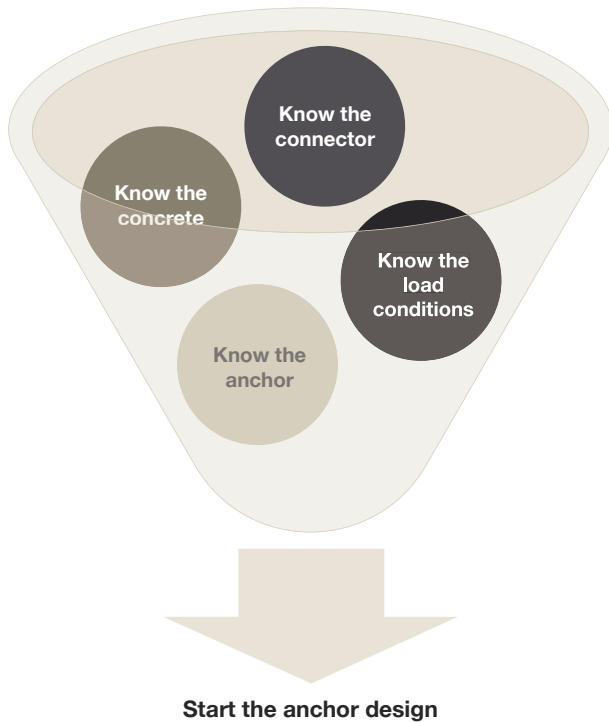 Know the
connector
Know the
concrete
Know the
load
conditions
Know the
anchor
Start the anchor design